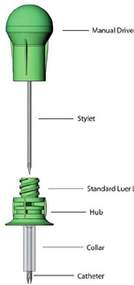 Manual Drive
Stylet
Standard Luer L
Hub
Collar
Catheter